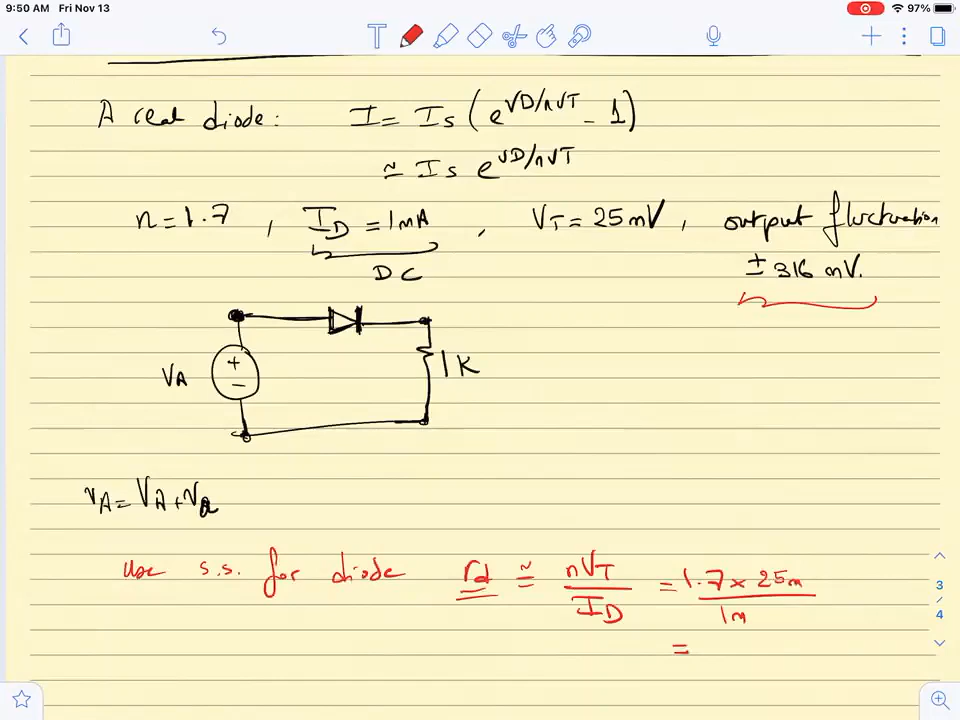 9:50 AM Fri Nov 13 97%
A real diode: I = Is (e^VD/nVT - 1)
≃ Is e^VD/nVT
n = 1.7 , ID = 1mA , VT = 25mV , output fluctuation
DC ± 316 mV.
+
VA 1K
−
vA = VA + va
use s.s. for diode rd ≃ nVT / ID = 1.7 × 25m / 1m
=
3
/
4